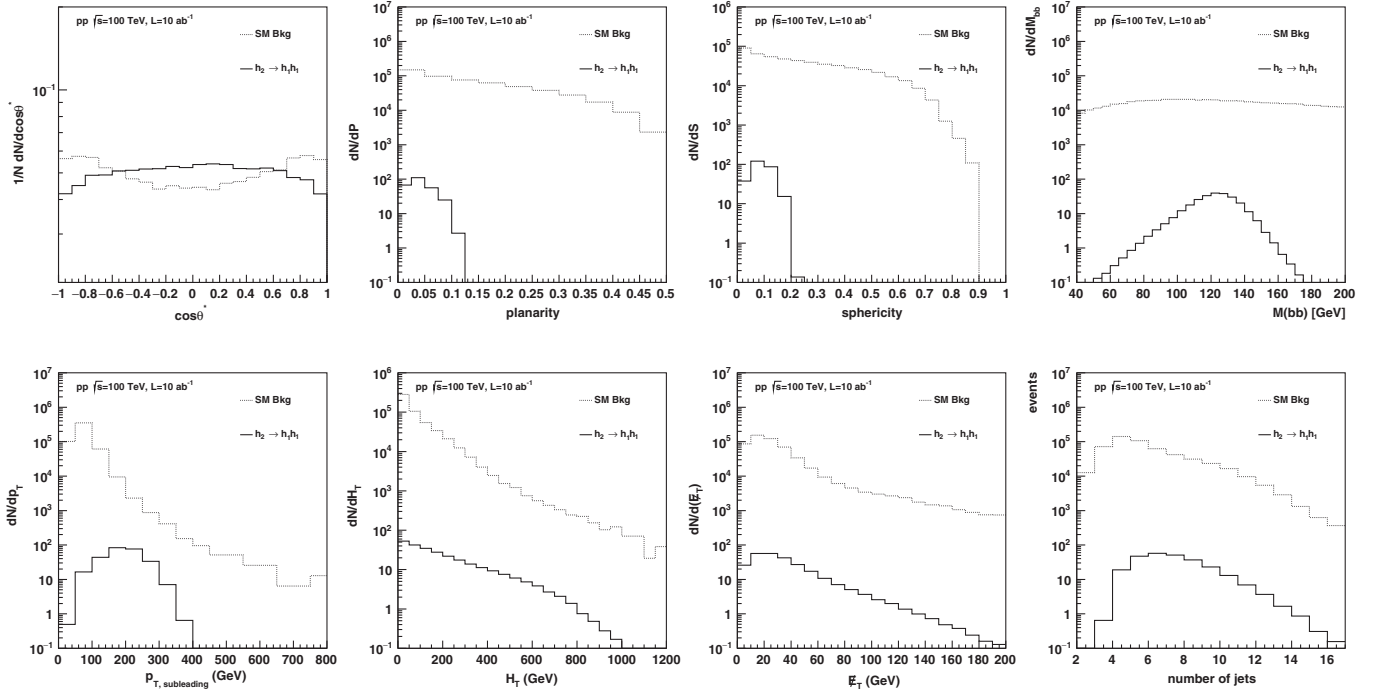 pp √s=100 TeV, L=10 ab⁻¹
SM Bkg
h₂ → h₁h₁
1/N dN/dcosθ*
10⁻¹
−1 −0.8 −0.6 −0.4 −0.2 0 0.2 0.4 0.6 0.8 1
cosθ*
pp √s=100 TeV, L=10 ab⁻¹
SM Bkg
h₂ → h₁h₁
dN/dP
10⁷
10⁶
10⁵
10⁴
10³
10²
10
1
10⁻¹
0 0.05 0.1 0.15 0.2 0.25 0.3 0.35 0.4 0.45 0.5
planarity
pp √s=100 TeV, L=10 ab⁻¹
SM Bkg
h₂ → h₁h₁
dN/dS
10⁶
10⁵
10⁴
10³
10²
10
1
10⁻¹
0 0.1 0.2 0.3 0.4 0.5 0.6 0.7 0.8 0.9 1
sphericity
pp √s=100 TeV, L=10 ab⁻¹
SM Bkg
h₂ → h₁h₁
dN/dM_bb
10⁷
10⁶
10⁵
10⁴
10³
10²
10
1
10⁻¹
40 60 80 100 120 140 160 180 200
M(bb) [GeV]
pp √s=100 TeV, L=10 ab⁻¹
SM Bkg
h₂ → h₁h₁
dN/dp_T
10⁷
10⁶
10⁵
10⁴
10³
10²
10
1
10⁻¹
0 100 200 300 400 500 600 700 800
p_T, subleading (GeV)
pp √s=100 TeV, L=10 ab⁻¹
SM Bkg
h₂ → h₁h₁
dN/dH_T
10⁶
10⁵
10⁴
10³
10²
10
1
10⁻¹
0 200 400 600 800 1000 1200
H_T (GeV)
pp √s=100 TeV, L=10 ab⁻¹
SM Bkg
h₂ → h₁h₁
dN/d(E̸_T)
10⁷
10⁶
10⁵
10⁴
10³
10²
10
1
10⁻¹
0 20 40 60 80 100 120 140 160 180 200
E̸_T (GeV)
pp √s=100 TeV, L=10 ab⁻¹
SM Bkg
h₂ → h₁h₁
events
10⁷
10⁶
10⁵
10⁴
10³
10²
10
1
10⁻¹
2 4 6 8 10 12 14 16
number of jets